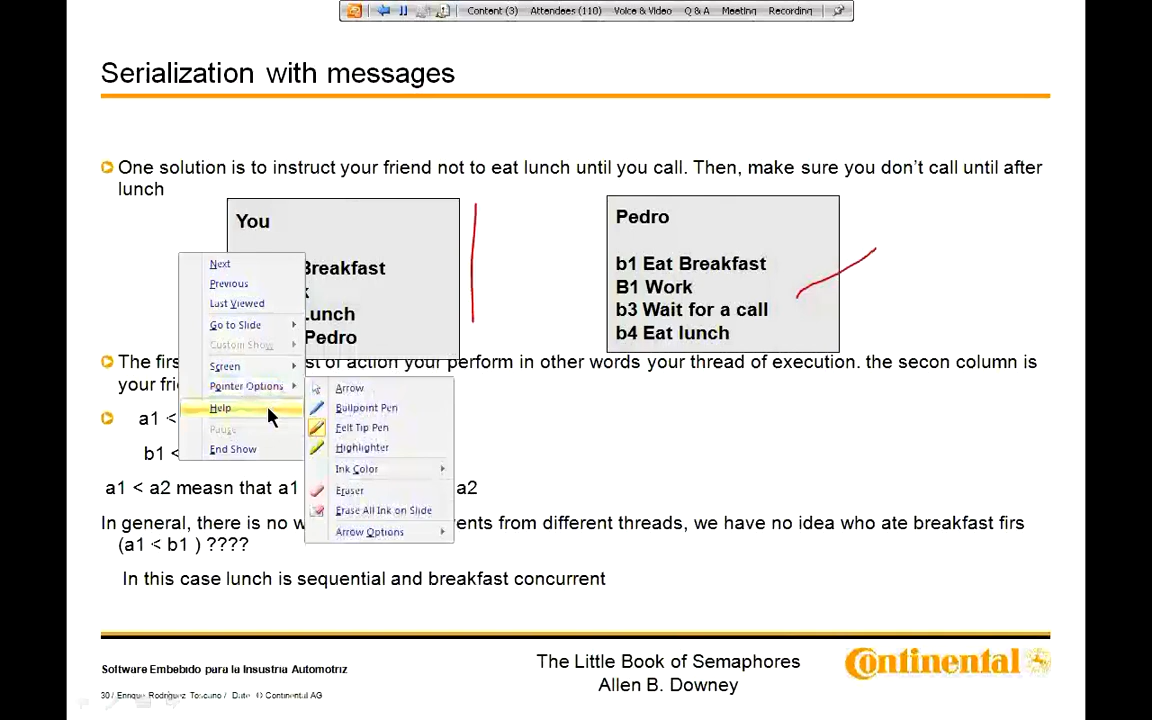 Content (3) Attendees (110) Voice & Video Q & A Meeting Recording
Serialization with messages
One solution is to instruct your friend not to eat lunch until you call. Then, make sure you don't call until after
lunch
You
Breakfast
Lunch
Pedro
Pedro
b1 Eat Breakfast
B1 Work
b3 Wait for a call
b4 Eat lunch
Next
Previous
Last Viewed
Go to Slide
Custom Show
Screen
Pointer Options
Help
Pause
End Show
Arrow
Ballpoint Pen
Felt Tip Pen
Highlighter
Ink Color
Eraser
Erase All Ink on Slide
Arrow Options
The firs st of action your perform in other words your thread of execution. the secon column is
your frie
a1 <
b1 <
a1 < a2 measn that a1 a2
In general, there is no w ents from different threads, we have no idea who ate breakfast firs
(a1 < b1 ) ????
In this case lunch is sequential and breakfast concurrent
Software Embebido para la Insustria Automotriz
30 / Enrique Rodriguez Toscano / Date © Continental AG
The Little Book of Semaphores
Allen B. Downey
Continental